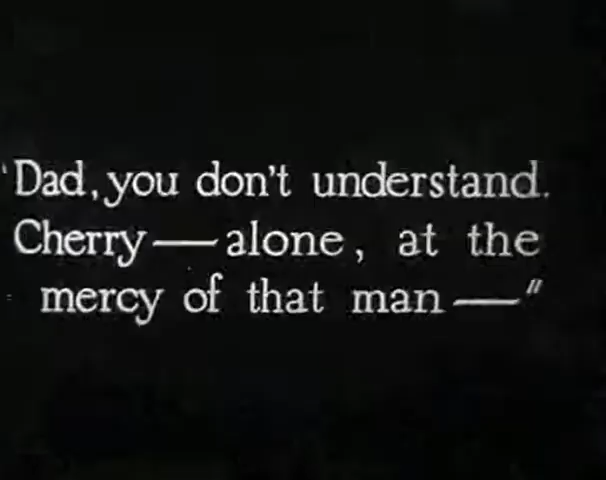 'Dad, you don't understand.
Cherry — alone, at the
mercy of that man — "